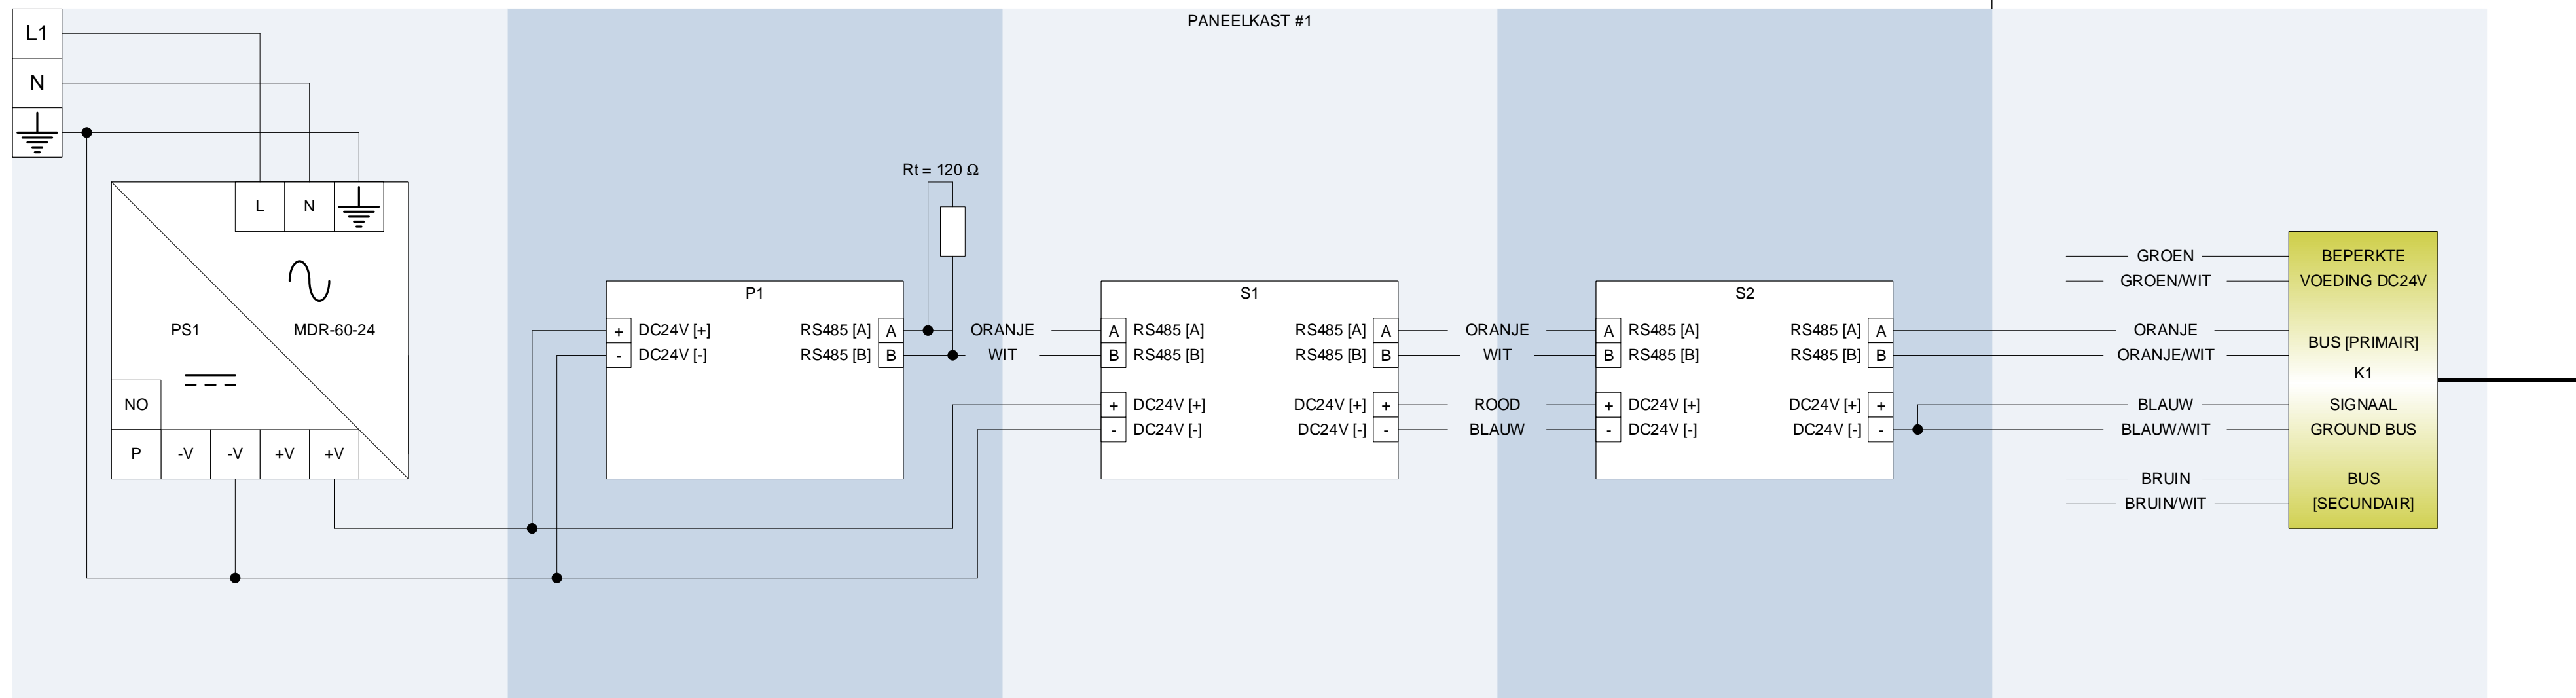 PANEELKAST #1
L1
N
L N
PS1 MDR-60-24
NO
P -V -V +V +V
Rt = 120 Ω
P1
+ DC24V [+] RS485 [A] A
- DC24V [-] RS485 [B] B
ORANJE
WIT
S1
A RS485 [A] RS485 [A] A
B RS485 [B] RS485 [B] B
+ DC24V [+] DC24V [+] +
- DC24V [-] DC24V [-] -
ORANJE
WIT
ROOD
BLAUW
S2
A RS485 [A] RS485 [A] A
B RS485 [B] RS485 [B] B
+ DC24V [+] DC24V [+] +
- DC24V [-] DC24V [-] -
GROEN
GROEN/WIT
ORANJE
ORANJE/WIT
BLAUW
BLAUW/WIT
BRUIN
BRUIN/WIT
BEPERKTE
VOEDING DC24V
BUS [PRIMAIR]
K1
SIGNAAL
GROUND BUS
BUS
[SECUNDAIR]